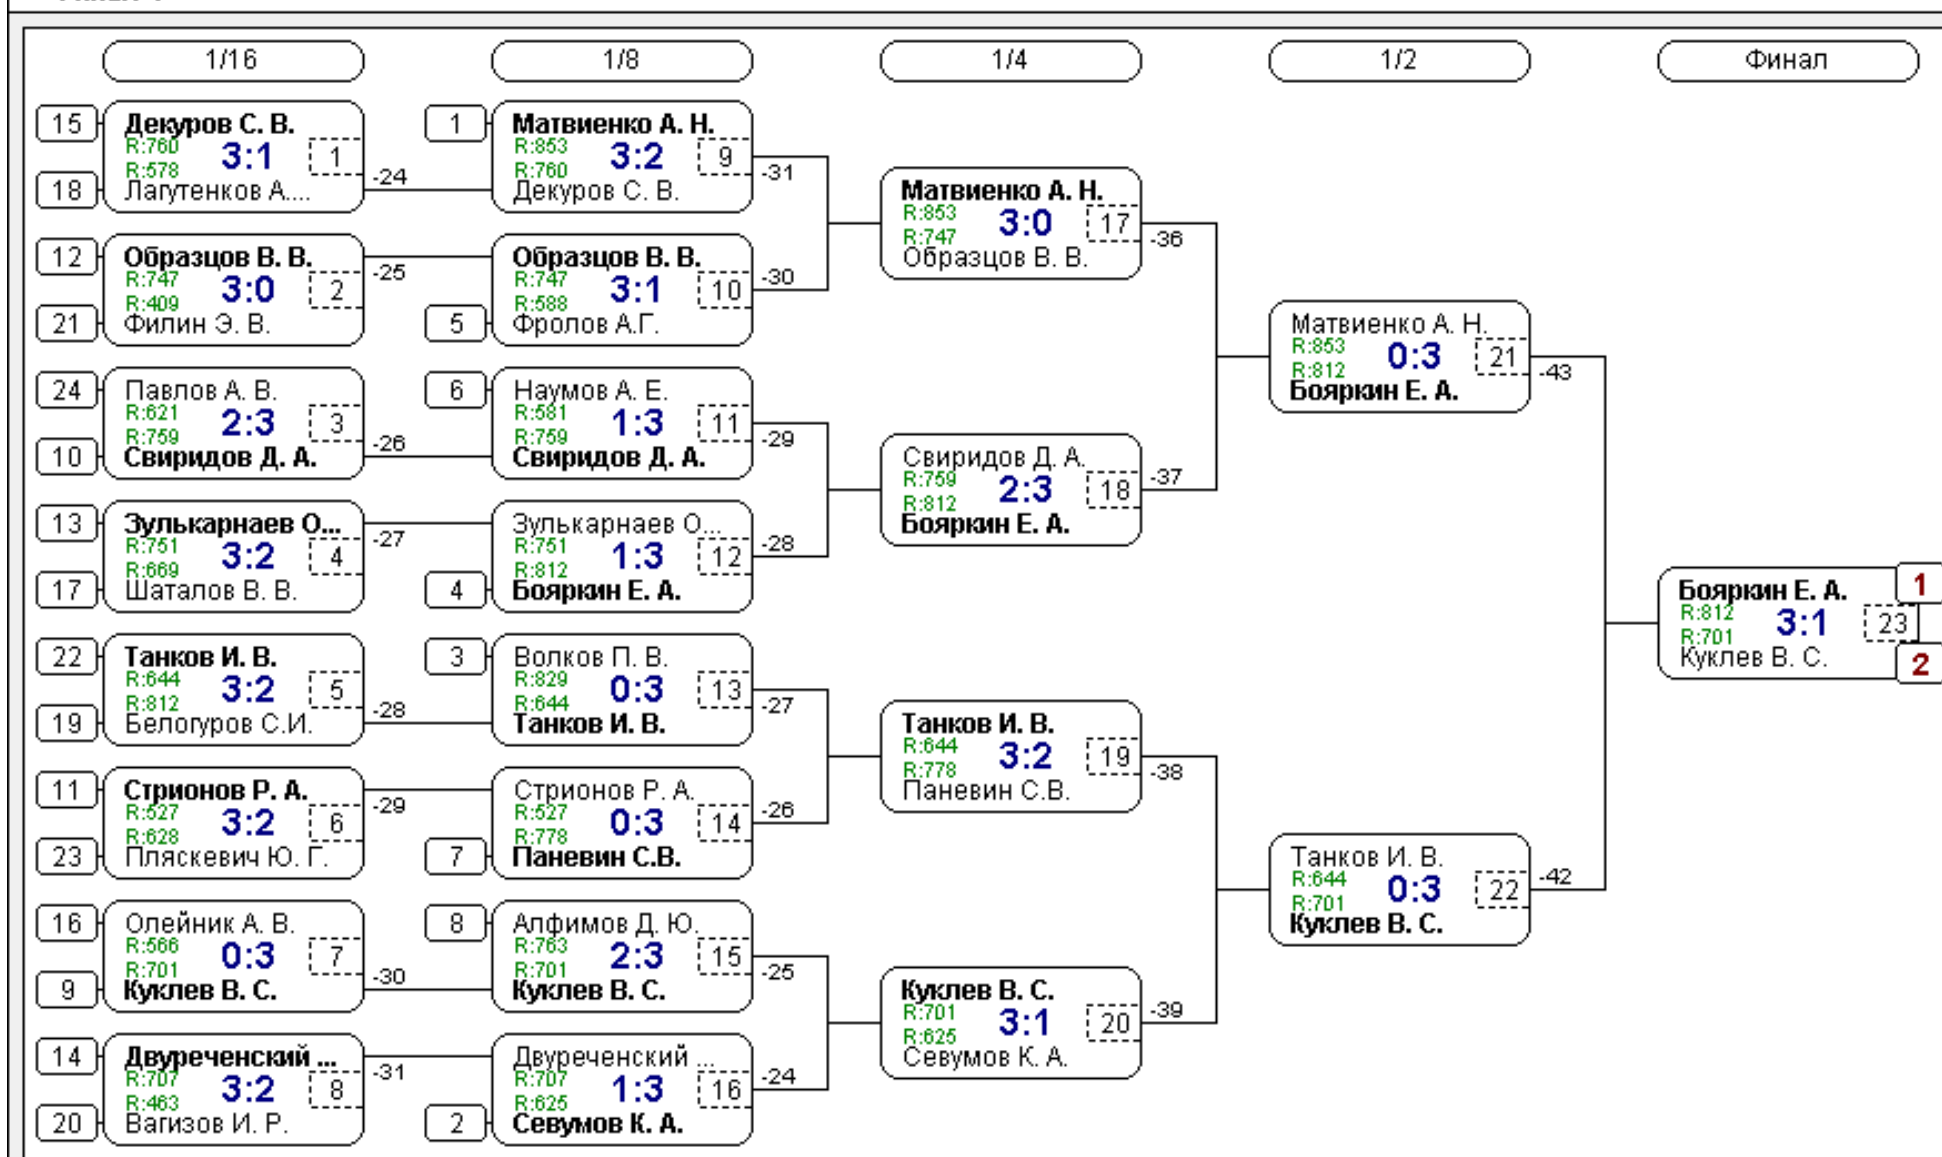 1/16
1/8
1/4
1/2
Финал
15
Декуров С. В.
R:760
3:1
1
R:578
18
Лагутенков А....
-24
12
Образцов В. В.
R:747
3:0
2
R:409
21
Филин Э. В.
-25
24
Павлов А. В.
R:621
2:3
3
R:759
10
Свиридов Д. А.
-26
13
Зулькарнаев О...
R:751
3:2
4
R:669
17
Шаталов В. В.
-27
22
Танков И. В.
R:644
3:2
5
R:812
19
Белогуров С.И.
-28
11
Стрионов Р. А.
R:527
3:2
6
R:628
23
Пляскевич Ю. Г.
-29
16
Олейник А. В.
R:566
0:3
7
R:701
9
Куклев В. С.
-30
14
Двуреченский ...
R:707
3:2
8
R:463
20
Вагизов И. Р.
-31
1
Матвиенко А. Н.
R:853
3:2
9
R:760
Декуров С. В.
-31
Образцов В. В.
R:747
3:1
10
R:588
5
Фролов А.Г.
-30
6
Наумов А. Е.
R:581
1:3
11
R:759
Свиридов Д. А.
-29
Зулькарнаев О...
R:751
1:3
12
R:812
4
Бояркин Е. А.
-28
3
Волков П. В.
R:829
0:3
13
R:644
Танков И. В.
-27
Стрионов Р. А.
R:527
0:3
14
R:778
7
Паневин С.В.
-26
8
Алфимов Д. Ю.
R:763
2:3
15
R:701
Куклев В. С.
-25
Двуреченский ...
R:707
1:3
16
R:625
2
Севумов К. А.
-24
Матвиенко А. Н.
R:853
3:0
17
R:747
Образцов В. В.
-36
Свиридов Д. А.
R:759
2:3
18
R:812
Бояркин Е. А.
-37
Танков И. В.
R:644
3:2
19
R:778
Паневин С.В.
-38
Куклев В. С.
R:701
3:1
20
R:625
Севумов К. А.
-39
Матвиенко А. Н.
R:853
0:3
21
R:812
Бояркин Е. А.
-43
Танков И. В.
R:644
0:3
22
R:701
Куклев В. С.
-42
Бояркин Е. А.
1
R:812
3:1
23
R:701
Куклев В. С.
2